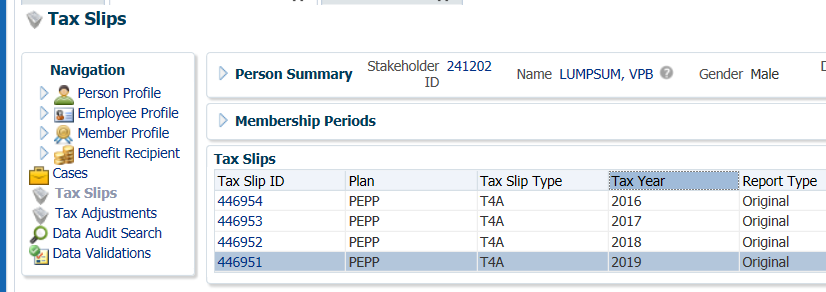 Tax Slips
Navigation
Person Profile
Employee Profile
Member Profile
Benefit Recipient
Cases
Tax Slips
Tax Adjustments
Data Audit Search
Data Validations
Person Summary Stakeholder ID 241202 Name LUMPSUM, VPB Gender Male
Membership Periods
Tax Slips
Tax Slip ID Plan Tax Slip Type Tax Year Report Type
446954 PEPP T4A 2016 Original
446953 PEPP T4A 2017 Original
446952 PEPP T4A 2018 Original
446951 PEPP T4A 2019 Original